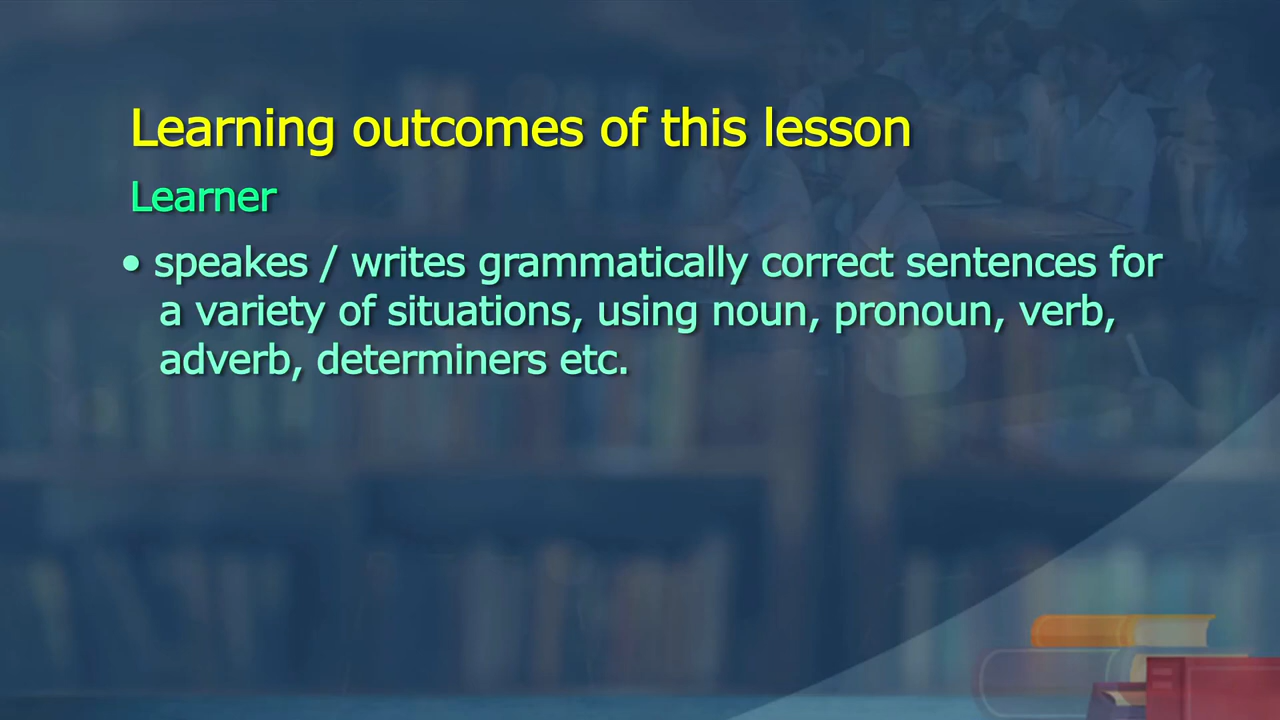 Learning outcomes of this lesson
Learner
• speakes / writes grammatically correct sentences for
a variety of situations, using noun, pronoun, verb,
adverb, determiners etc.